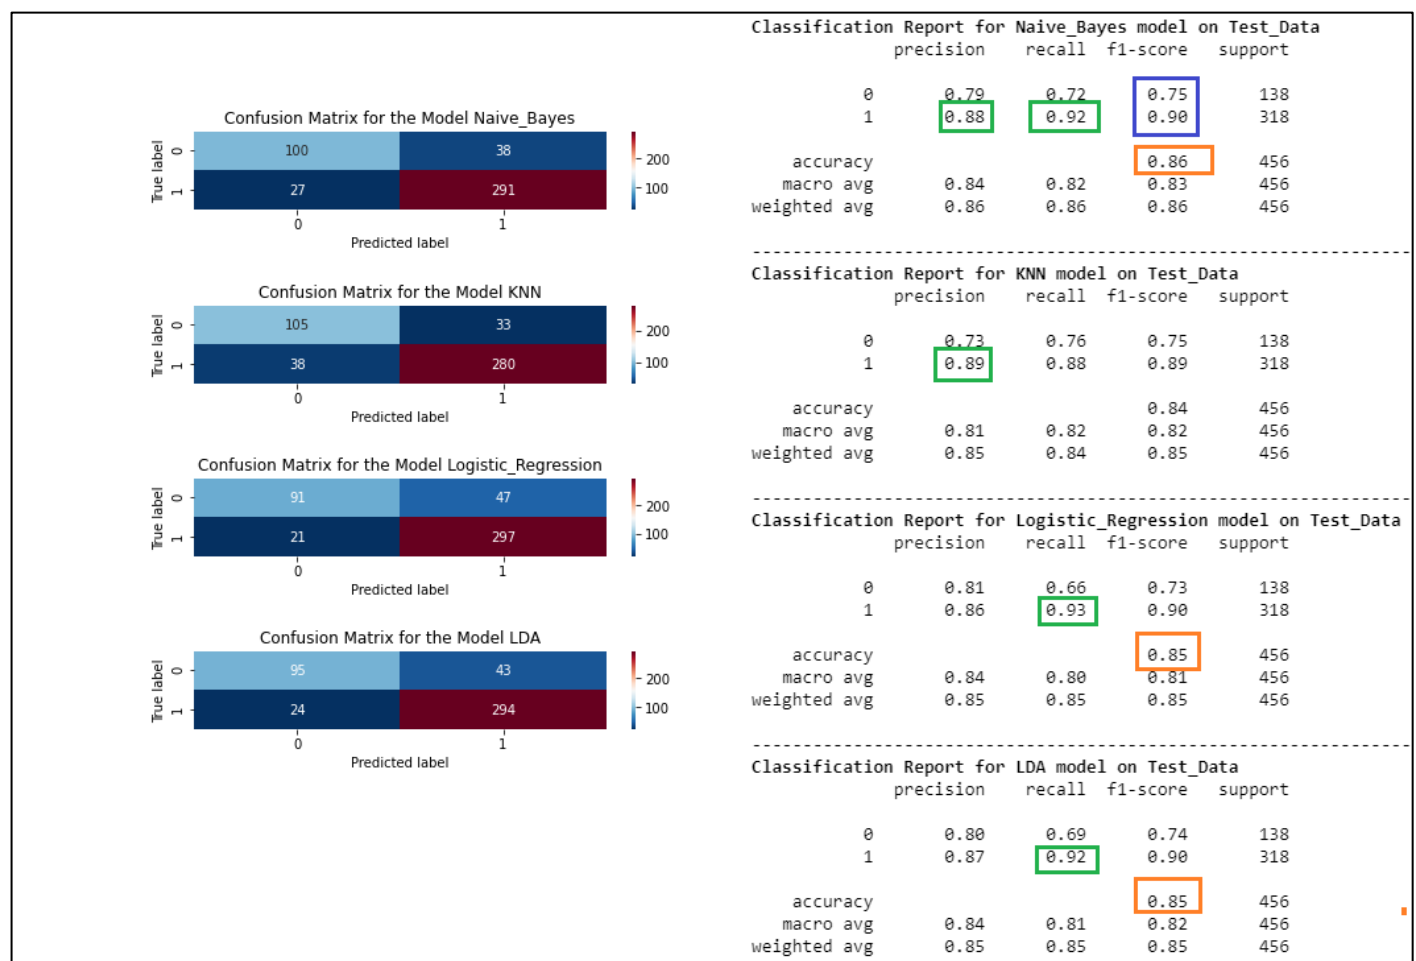 Confusion Matrix for the Model Naive_Bayes
True label
0
100
38
1
27
291
200
100
0
1
Predicted label
Confusion Matrix for the Model KNN
True label
0
105
33
1
38
280
200
100
0
1
Predicted label
Confusion Matrix for the Model Logistic_Regression
True label
0
91
47
1
21
297
200
100
0
1
Predicted label
Confusion Matrix for the Model LDA
True label
0
95
43
1
24
294
200
100
0
1
Predicted label
Classification Report for Naive_Bayes model on Test_Data
precision recall f1-score support
0 0.79 0.72 0.75 138
1 0.88 0.92 0.90 318
accuracy 0.86 456
macro avg 0.84 0.82 0.83 456
weighted avg 0.86 0.86 0.86 456
-----------------------------------------------------------------
Classification Report for KNN model on Test_Data
precision recall f1-score support
0 0.73 0.76 0.75 138
1 0.89 0.88 0.89 318
accuracy 0.84 456
macro avg 0.81 0.82 0.82 456
weighted avg 0.85 0.84 0.85 456
-----------------------------------------------------------------
Classification Report for Logistic_Regression model on Test_Data
precision recall f1-score support
0 0.81 0.66 0.73 138
1 0.86 0.93 0.90 318
accuracy 0.85 456
macro avg 0.84 0.80 0.81 456
weighted avg 0.85 0.85 0.85 456
-----------------------------------------------------------------
Classification Report for LDA model on Test_Data
precision recall f1-score support
0 0.80 0.69 0.74 138
1 0.87 0.92 0.90 318
accuracy 0.85 456
macro avg 0.84 0.81 0.82 456
weighted avg 0.85 0.85 0.85 456